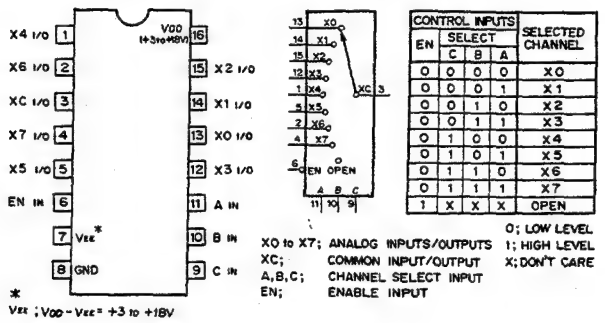 VDD
(+3 to +18V)
X4 I/O 1
16
X6 I/O 2
15 X2 I/O
XC I/O 3
14 X1 I/O
X7 I/O 4
13 X0 I/O
X5 I/O 5
12 X3 I/O
EN IN 6
11 A IN
7 VEE*
10 B IN
8 GND
9 C IN
*
VEE ; VDD - VEE = +3 TO +18V
13 X0
14 X1
15 X2
12 X3
1 X4
XC 3
5 X5
2 X6
4 X7
6 EN OPEN
A B C
11 10 9
CONTROL INPUTS SELECTED CHANNEL
EN SELECT
C B A
0 0 0 0 X0
0 0 0 1 X1
0 0 1 0 X2
0 0 1 1 X3
0 1 0 0 X4
0 1 0 1 X5
0 1 1 0 X6
0 1 1 1 X7
1 X X X OPEN
0; LOW LEVEL
1; HIGH LEVEL
X; DON'T CARE
X0 to X7; ANALOG INPUTS/OUTPUTS
XC; COMMON INPUT/OUTPUT
A,B,C; CHANNEL SELECT INPUT
EN; ENABLE INPUT